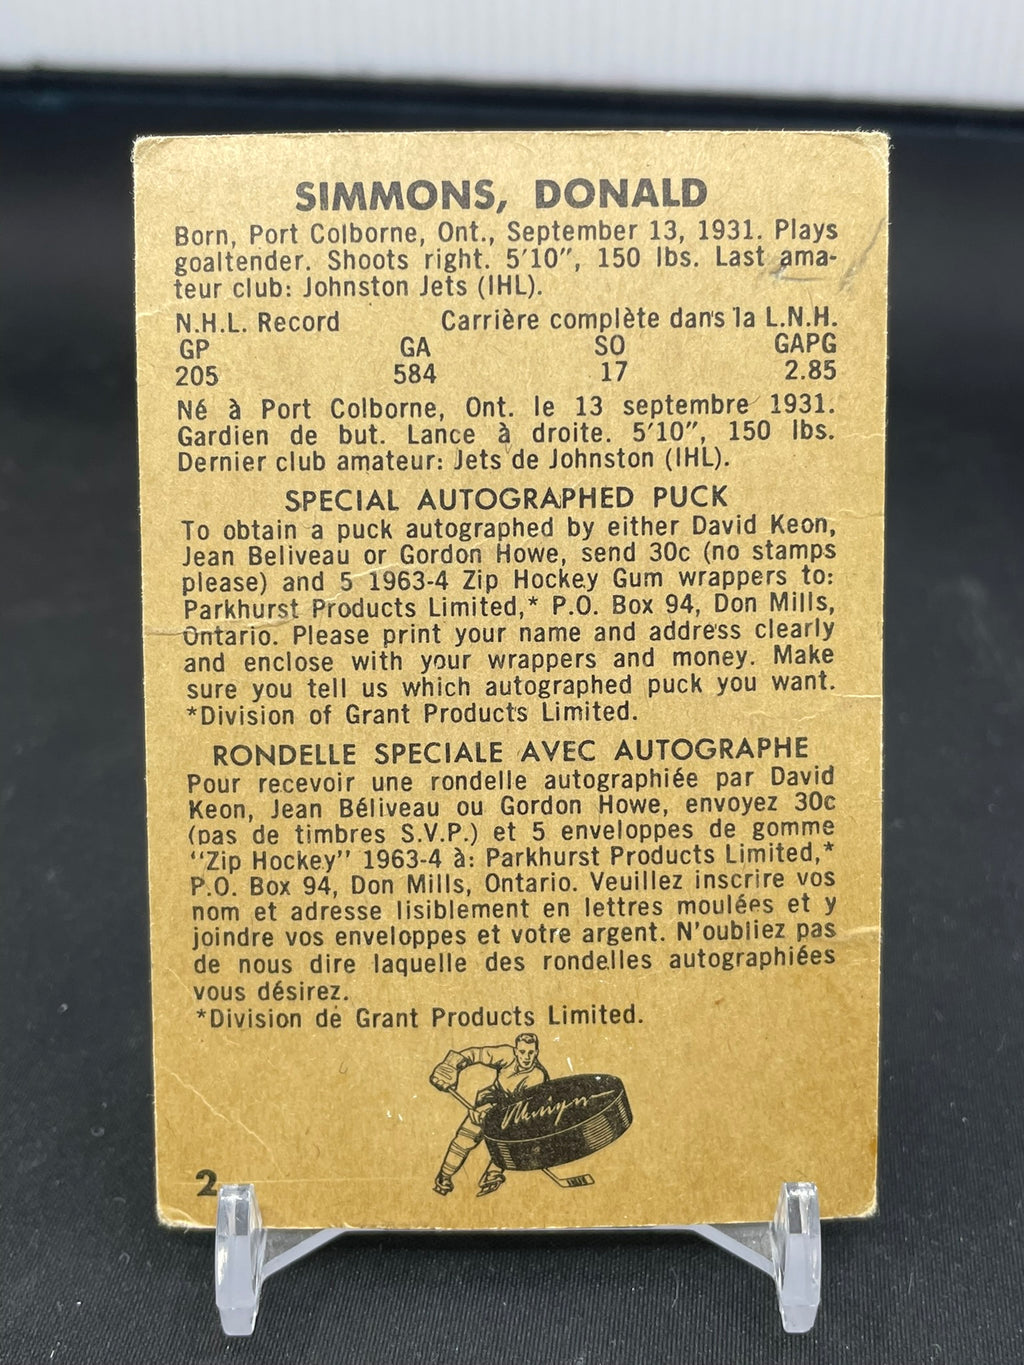 SIMMONS, DONALD
Born, Port Colborne, Ont., September 13, 1931. Plays
goaltender. Shoots right. 5'10", 150 lbs. Last ama-
teur club: Johnston Jets (IHL).
N.H.L. Record Carrière complète dans la L.N.H.
GP GA SO GAPG
205 584 17 2.85
Né à Port Colborne, Ont. le 13 septembre 1931.
Gardien de but. Lance à droite. 5'10", 150 lbs.
Dernier club amateur: Jets de Johnston (IHL).
SPECIAL AUTOGRAPHED PUCK
To obtain a puck autographed by either David Keon,
Jean Beliveau or Gordon Howe, send 30c (no stamps
please) and 5 1963-4 Zip Hockey Gum wrappers to:
Parkhurst Products Limited,* P.O. Box 94, Don Mills,
Ontario. Please print your name and address clearly
and enclose with your wrappers and money. Make
sure you tell us which autographed puck you want.
*Division of Grant Products Limited.
RONDELLE SPECIALE AVEC AUTOGRAPHE
Pour recevoir une rondelle autographiée par David
Keon, Jean Béliveau ou Gordon Howe, envoyez 30c
(pas de timbres S.V.P.) et 5 enveloppes de gomme
"Zip Hockey" 1963-4 à: Parkhurst Products Limited,*
P.O. Box 94, Don Mills, Ontario. Veuillez inscrire vos
nom et adresse lisiblement en lettres moulées et y
joindre vos enveloppes et votre argent. N'oubliez pas
de nous dire laquelle des rondelles autographiées
vous désirez.
*Division de Grant Products Limited.
2